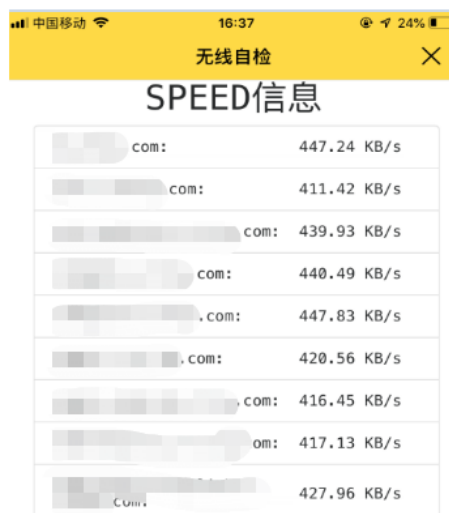 中国移动 16:37 24%
无线自检
SPEED信息
com: 447.24 KB/s
com: 411.42 KB/s
com: 439.93 KB/s
com: 440.49 KB/s
.com: 447.83 KB/s
.com: 420.56 KB/s
.com: 416.45 KB/s
om: 417.13 KB/s
427.96 KB/s
com: